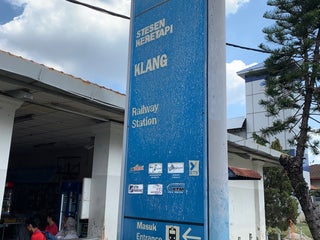 STESEN
KERETAPI
KLANG
Railway
Station
Masuk
Entrance